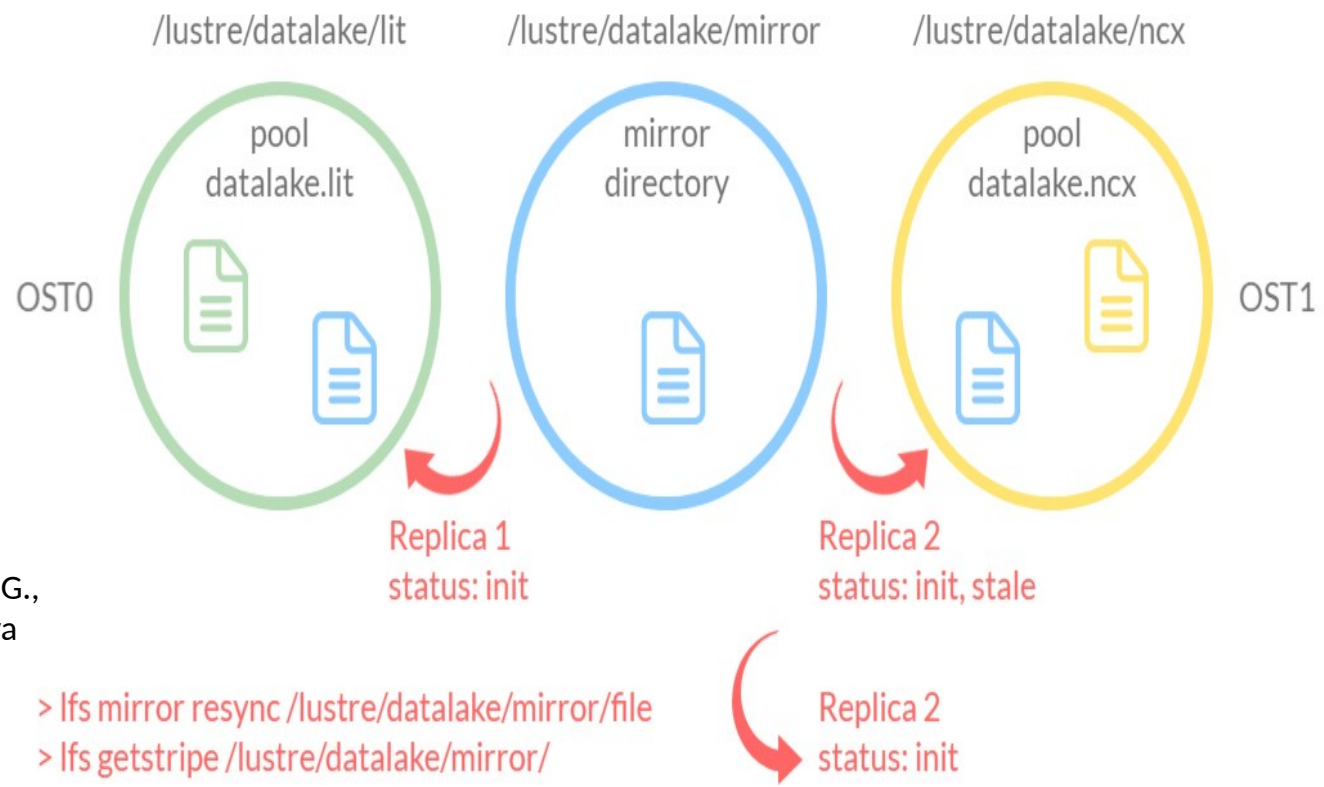 /lustre/datalake/lit
/lustre/datalake/mirror
/lustre/datalake/ncx
pool
datalake.lit
mirror
directory
pool
datalake.ncx
OST0
OST1
Replica 1
status: init
Replica 2
status: init, stale
G.,
a
> lfs mirror resync /lustre/datalake/mirror/file
> lfs getstripe /lustre/datalake/mirror/
Replica 2
status: init